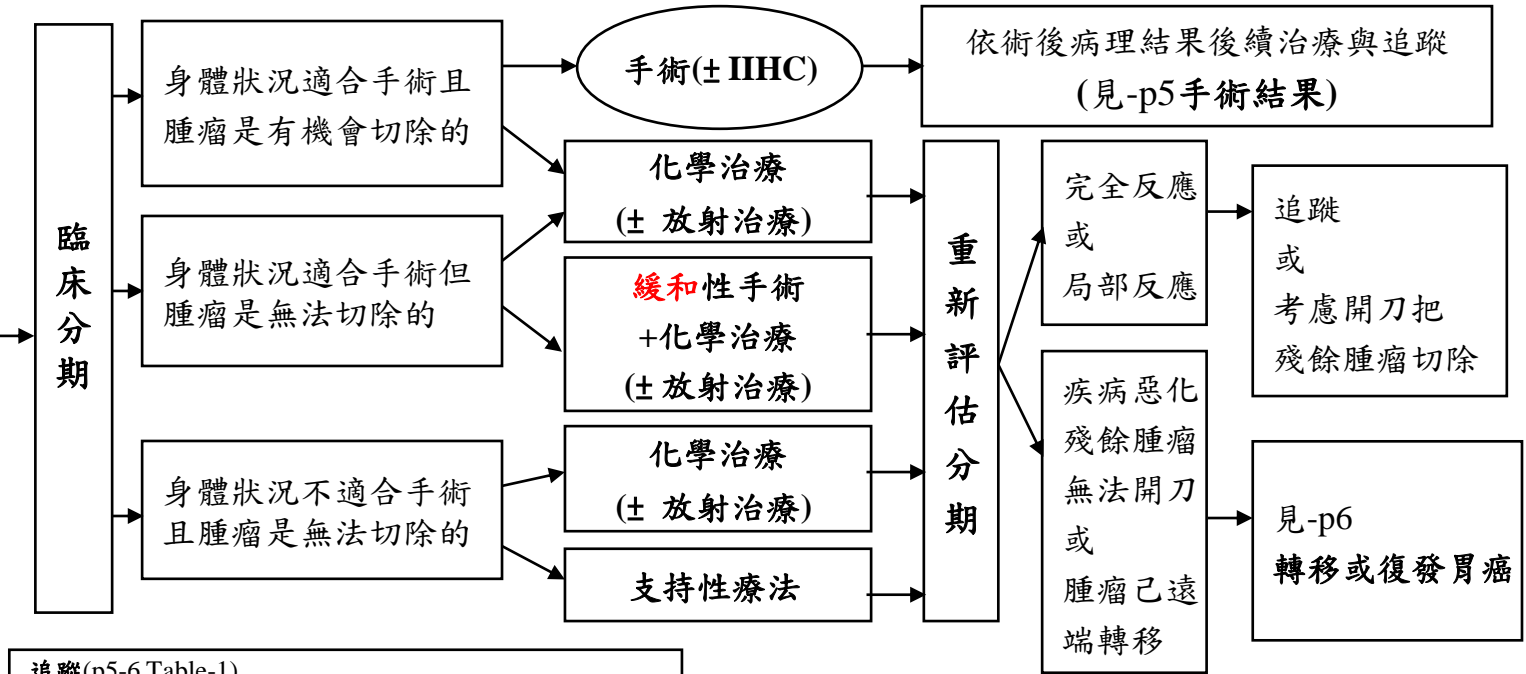 臨
床
分
期
身體狀況適合手術且
腫瘤是有機會切除的
身體狀況適合手術但
腫瘤是無法切除的
身體狀況不適合手術
且腫瘤是無法切除的
手術(± IIHC)
依術後病理結果後續治療與追蹤
(見-p5手術結果)
化學治療
(± 放射治療)
緩和性手術
+化學治療
(± 放射治療)
化學治療
(± 放射治療)
支持性療法
重
新
評
估
分
期
完全反應
或
局部反應
追蹤
或
考慮開刀把
殘餘腫瘤切除
疾病惡化
殘餘腫瘤
無法開刀
或
腫瘤己遠
端轉移
見-p6
轉移或復發胃癌
追蹤(p5-6 Table-1)